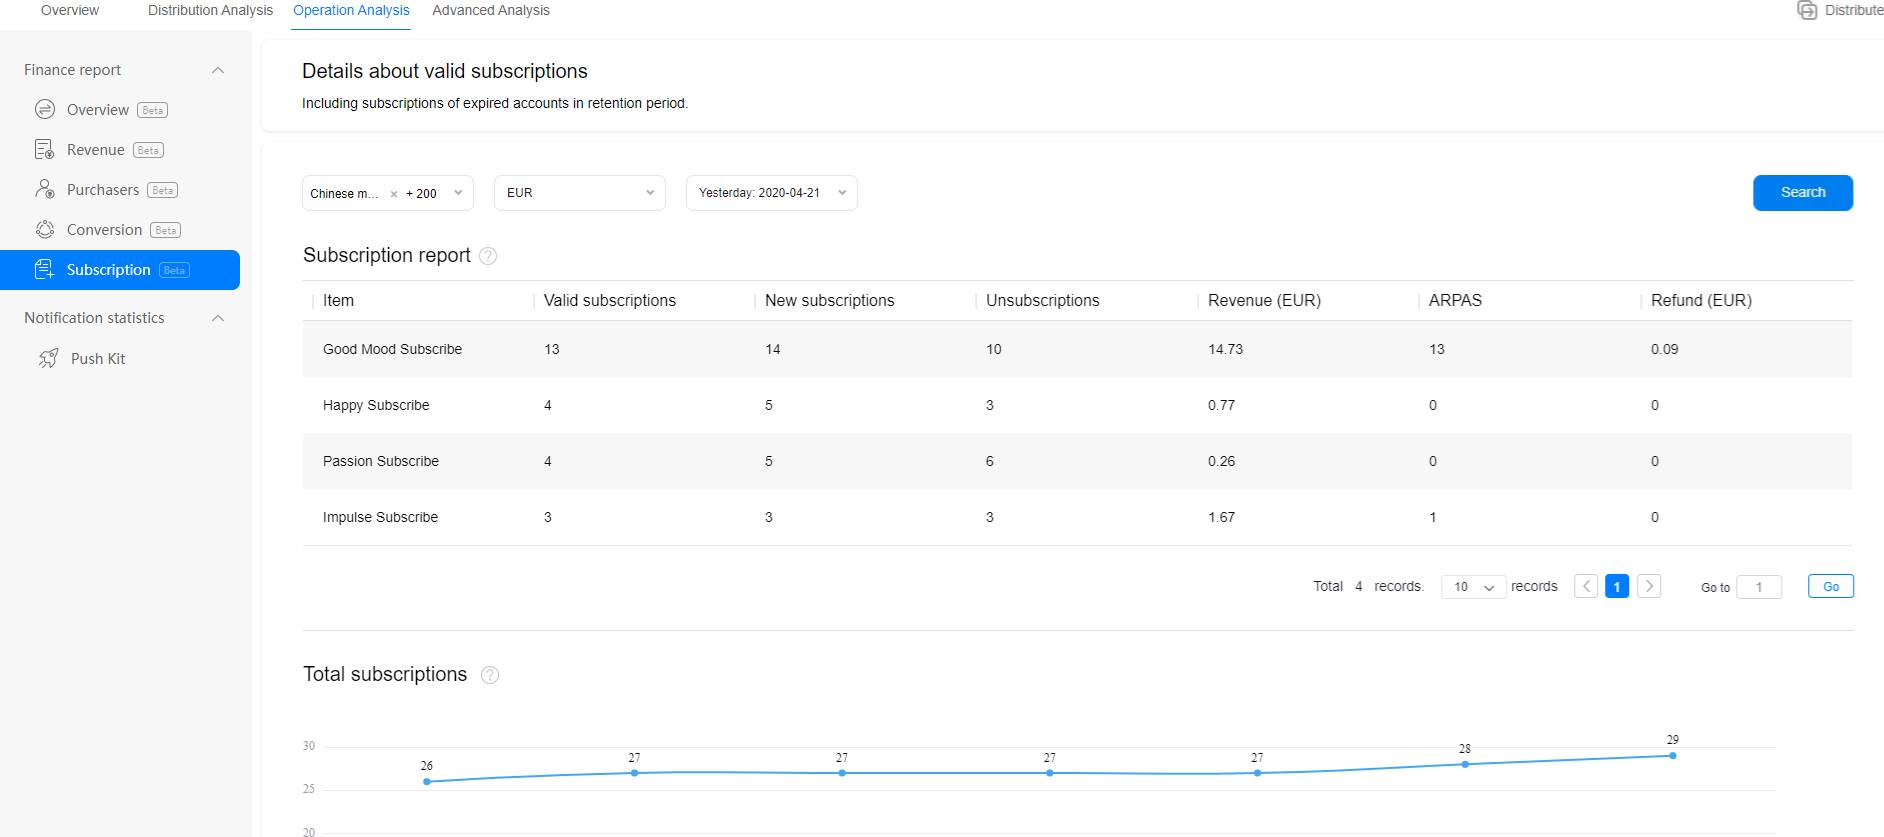 Overview Distribution Analysis Operation Analysis Advanced Analysis Distribute
Finance report
Overview Beta
Revenue Beta
Purchasers Beta
Conversion Beta
Subscription Beta
Notification statistics
Push Kit
Details about valid subscriptions
Including subscriptions of expired accounts in retention period.
Chinese m... × + 200 EUR Yesterday: 2020-04-21 Search
Subscription report ?
Item Valid subscriptions New subscriptions Unsubscriptions Revenue (EUR) ARPAS Refund (EUR)
Good Mood Subscribe 13 14 10 14.73 13 0.09
Happy Subscribe 4 5 3 0.77 0 0
Passion Subscribe 4 5 6 0.26 0 0
Impulse Subscribe 3 3 3 1.67 1 0
Total 4 records. 10 records < 1 > Go to 1 Go
Total subscriptions ?
30
25
20
26 27 27 27 27 28 29